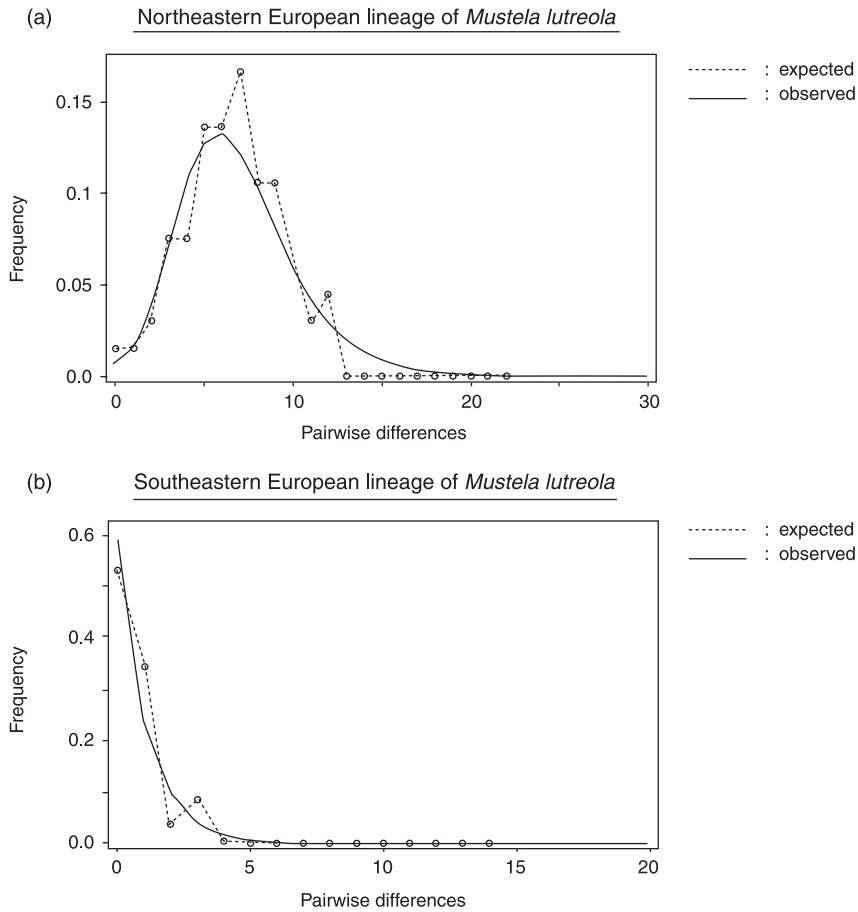 (a) Northeastern European lineage of Mustela lutreola
: expected
: observed
0.15
0.1
0.05
0.0
Frequency
0 10 20 30
Pairwise differences
(b) Southeastern European lineage of Mustela lutreola
: expected
: observed
0.6
0.4
0.2
0.0
Frequency
0 5 10 15 20
Pairwise differences